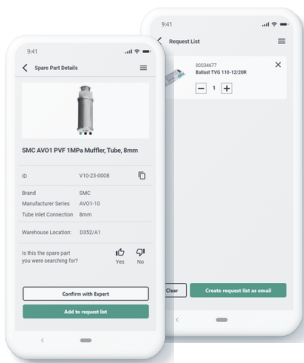 9:41
Spare Part Details
SMC AVO1 PVF 1MPa Muffler, Tube, 8mm
ID V10-23-0008
Brand SMC
Manufacturer Series AVO1-10
Tube Inlet Connection 8mm
Warehouse Location: D352/A1
Is this the spare part
you were searching for?
Yes No
Confirm with Expert
Add to request list
9:41
Request List
00034677
Ballast TVG 110-12/20R
1
Clear
Create request list as email